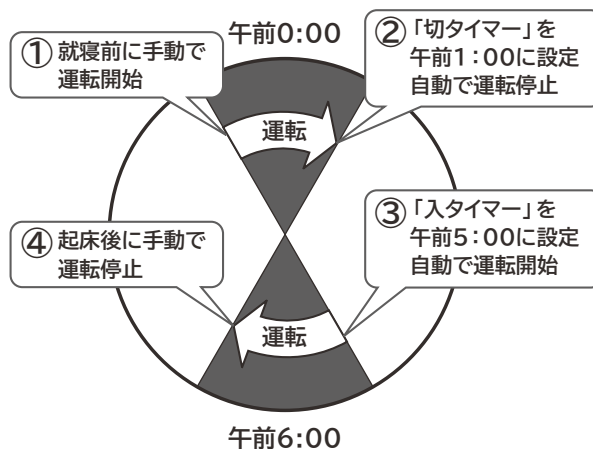 午前0:00
① 就寝前に手動で
運転開始
② 「切タイマー」を
午前1:00に設定
自動で運転停止
運転
③ 「入タイマー」を
午前5:00に設定
自動で運転開始
④ 起床後に手動で
運転停止
運転
午前6:00